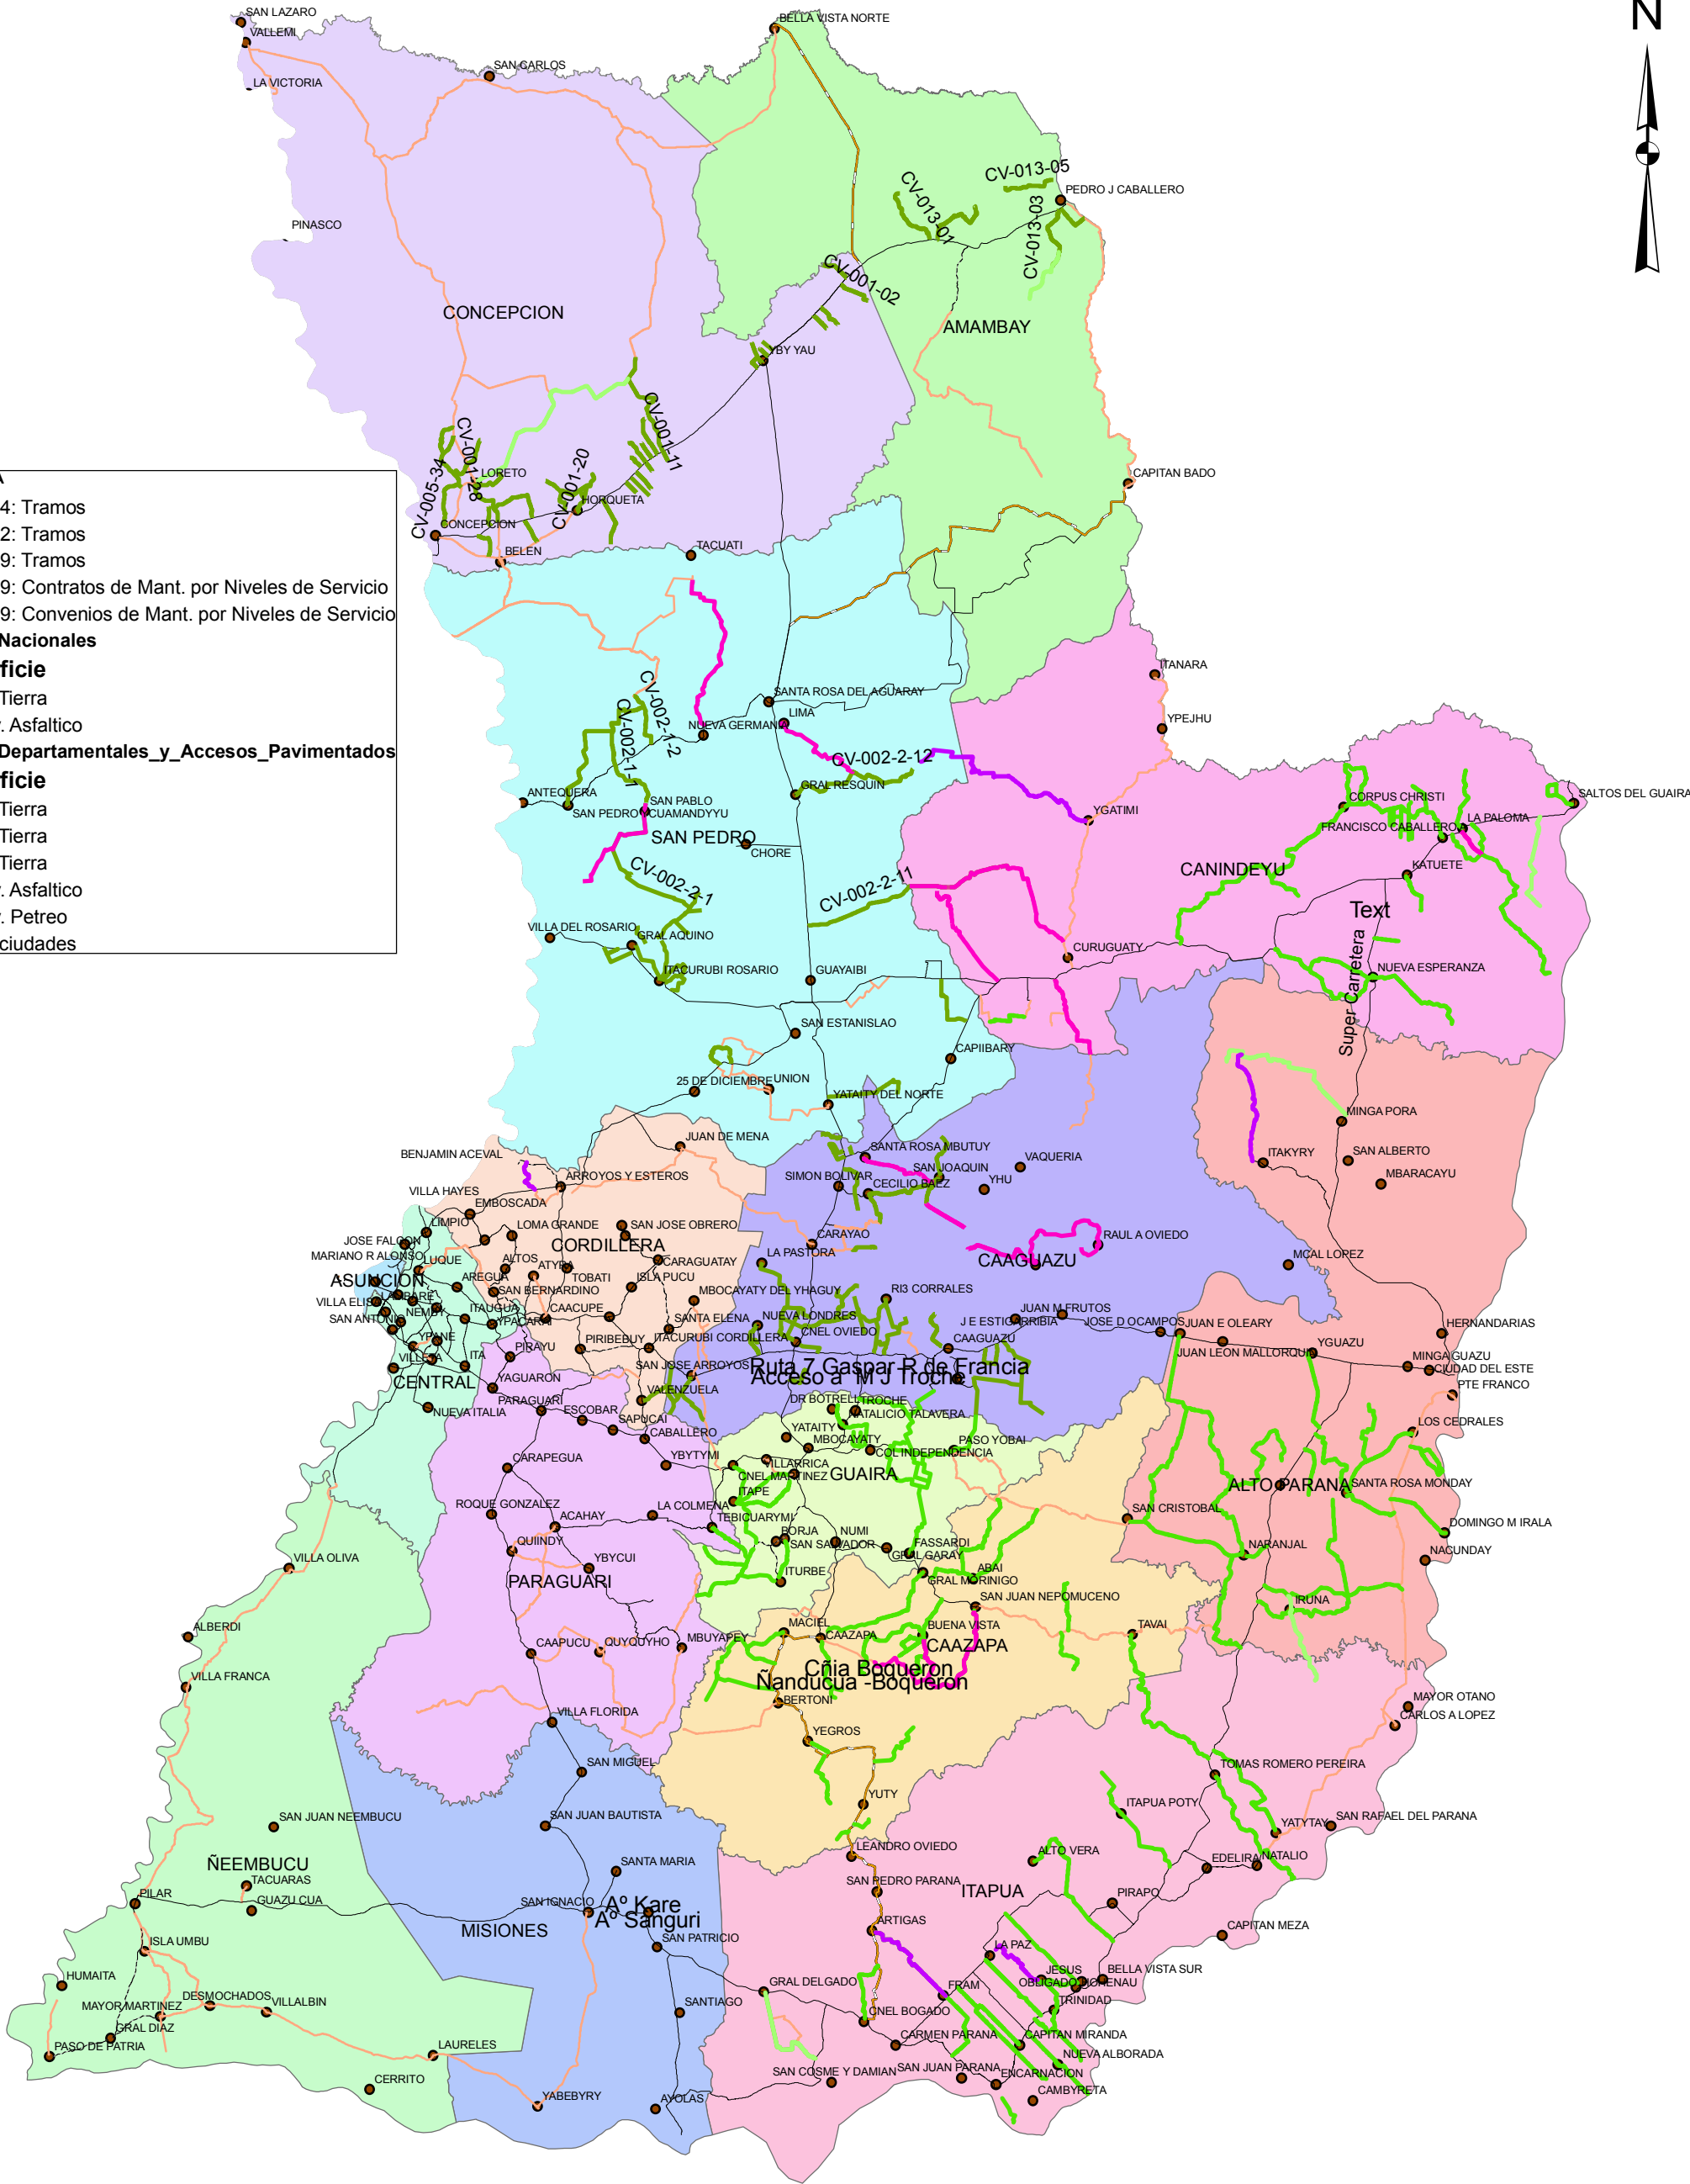 N
SAN LAZARO
BELLA VISTA NORTE
VALLEMI
SAN CARLOS
LA VICTORIA
CV-013-05
PEDRO J CABALLERO
CV-013-01
CV-013-03
PINASCO
CV-001-02
CONCEPCION
AMAMBAY
YBY YAU
CV-001-11
CV-001-28
CV-005-34
CV-001-20
LORETO
CAPITAN BADO
HORQUETA
CONCEPCION
BELEN
TACUATI
A
4: Tramos
2: Tramos
9: Tramos
9: Contratos de Mant. por Niveles de Servicio
9: Convenios de Mant. por Niveles de Servicio
Nacionales
ficie
Tierra
. Asfaltico
Departamentales_y_Accesos_Pavimentados
ficie
Tierra
Tierra
Tierra
. Asfaltico
. Petreo
ciudades
ITANARA
CV-002-1-2
CV-002-1-1
SANTA ROSA DEL AGUARAY
LIMA
NUEVA GERMANIA
YPEJHU
CV-002-2-12
GRAL RESQUIN
ANTEQUERA
SAN PABLO
SAN PEDRO YCUAMANDYYU
SAN PEDRO
CHORE
YGATIMI
CORPUS CHRISTI
SALTOS DEL GUAIRA
FRANCISCO CABALLERO A
LA PALOMA
KATUETE
CANINDEYU
CV-002-2-1
CV-002-2-11
Text
VILLA DEL ROSARIO
GRAL AQUINO
CURUGUATY
ITACURUBI ROSARIO
GUAYAIBI
NUEVA ESPERANZA
Super Carretera
SAN ESTANISLAO
CAPIIBARY
25 DE DICIEMBRE
UNION
YATAITY DEL NORTE
MINGA PORA
JUAN DE MENA
BENJAMIN ACEVAL
SANTA ROSA MBUTUY
ITAKYRY
SAN ALBERTO
MBARACAYU
ARROYOS Y ESTEROS
SIMON BOLIVAR
SAN JOAQUIN
VAQUERIA
CECILIO BAEZ
YHU
VILLA HAYES
EMBOSCADA
LIMPIO
LOMA GRANDE
SAN JOSE OBRERO
CARAYAO
RAUL A OVIEDO
JOSE FALCON
CORDILLERA
MARIANO R ALONSO
LUQUE
ALTOS
CARAGUATAY
LA PASTORA
CAAGUAZU
MCAL LOPEZ
ASUNCION
AREGUA
ATYRA
TOBATI
ISLA PUCU
LAMBARE
SAN BERNARDINO
MBOCAYATY DEL YHAGUY
RI3 CORRALES
VILLA ELISA
NEMBY
ITAUGUA
CAACUPE
SAN ANTONIO
YPACARAI
SANTA ELENA
NUEVA LONDRES
J E ESTIGARRIBIA
JUAN M FRUTOS
JOSE D OCAMPOS
JUAN E OLEARY
HERNANDARIAS
YPANE
PIRIBEBUY
ITACURUBI CORDILLERA
CNEL OVIEDO
CAAGUAZU
JUAN LEON MALLORQUIN
YGUAZU
PIRAYU
VILLETA
ITA
SAN JOSE ARROYOS
Ruta 7 Gaspar R de Francia
Acceso a M J Troche
MINGA GUAZU
CIUDAD DEL ESTE
CENTRAL
YAGUARON
VALENZUELA
PTE FRANCO
NUEVA ITALIA
PARAGUARI
ESCOBAR
SAPUCAI
DR BOTRELL
TROCHE
NATALICIO TALAVERA
LOS CEDRALES
CABALLERO
YATAITY
MBOCAYATY
COL INDEPENDENCIA
PASO YOBAI
CARAPEGUA
YBYTYMI
VILLARRICA
CNEL MARTINEZ
GUAIRA
ALTO PARANA
SANTA ROSA MONDAY
ROQUE GONZALEZ
ACAHAY
LA COLMENA
ITAPE
TEBICUARYMI
SAN CRISTOBAL
DOMINGO M IRALA
QUIINDY
BORJA
SAN SALVADOR
NUMI
FASSARDI
GRAL GARAY
NARANJAL
NACUNDAY
VILLA OLIVA
YBYCUI
PARAGUARI
ITURBE
ABAI
GRAL MORINIGO
SAN JUAN NEPOMUCENO
IRUNA
ALBERDI
MACIEL
CAAZAPA
BUENA VISTA
CAAZAPA
TAVAI
CAAPUCU
QUYQUYHO
MBUYAPEY
Cñia Boqueron
Ñanducua -Boqueron
VILLA FRANCA
BERTONI
MAYOR OTANO
CARLOS A LOPEZ
VILLA FLORIDA
YEGROS
SAN MIGUEL
TOMAS ROMERO PEREIRA
SAN JUAN NEEMBUCU
SAN JUAN BAUTISTA
YUTY
ITAPUA POTY
YATYTAY
SAN RAFAEL DEL PARANA
LEANDRO OVIEDO
ALTO VERA
EDELIRA
NATALIO
ÑEEMBUCU
TACUARAS
SANTA MARIA
SAN PEDRO PARANA
ITAPUA
PILAR
GUAZU CUA
SAN IGNACIO
Aº Kare
Aº Sanguri
PIRAPO
MISIONES
ARTIGAS
CAPITAN MEZA
ISLA UMBU
SAN PATRICIO
LA PAZ
HUMAITA
GRAL DELGADO
FRAM
JESUS
BELLA VISTA SUR
OBLIGADO
HOHENAU
DESMOCHADOS
VILLALBIN
MAYOR MARTINEZ
SANTIAGO
CNEL BOGADO
TRINIDAD
GRAL DIAZ
CARMEN PARANA
CAPITAN MIRANDA
PASO DE PATRIA
LAURELES
NUEVA ALBORADA
CERRITO
SAN COSME Y DAMIAN
SAN JUAN PARANA
ENCARNACION
YABEBYRY
AYOLAS
CAMBYRETA